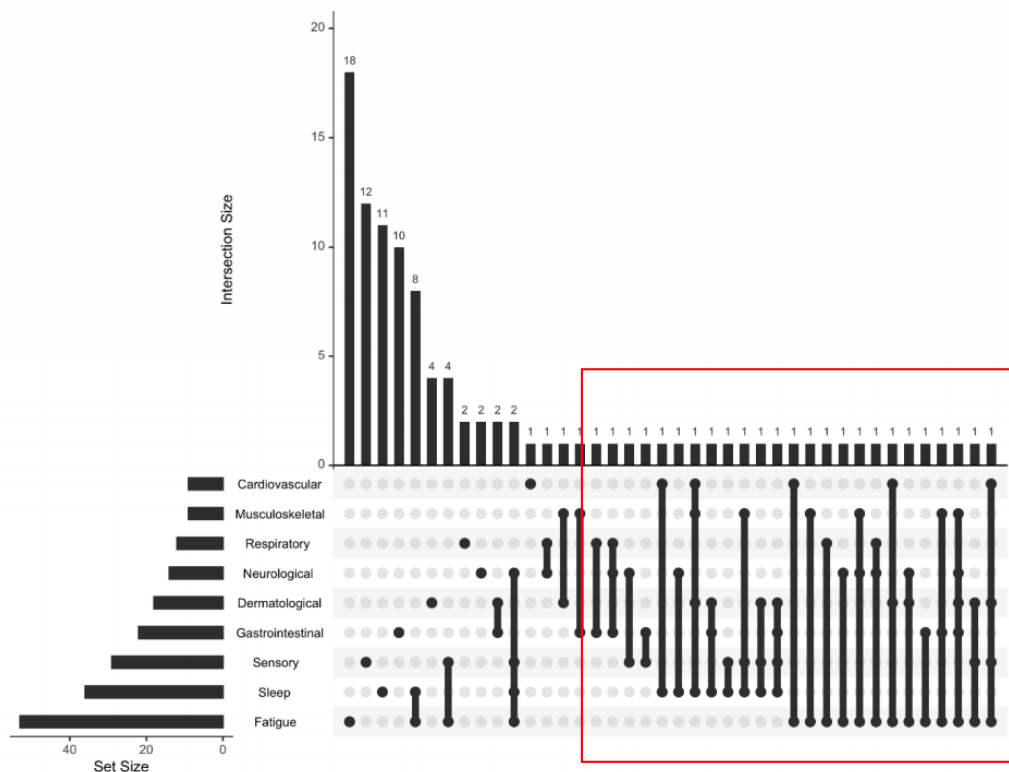 20
18
15
12
11
10
10
8
5
4 4
2 2 2 2
1 1 1 1 1 1 1 1 1 1 1 1 1 1 1 1 1 1 1 1 1 1 1 1 1 1 1 1 1
0
Intersection Size
Cardiovascular
Musculoskeletal
Respiratory
Neurological
Dermatological
Gastrointestinal
Sensory
Sleep
Fatigue
40 20 0
Set Size